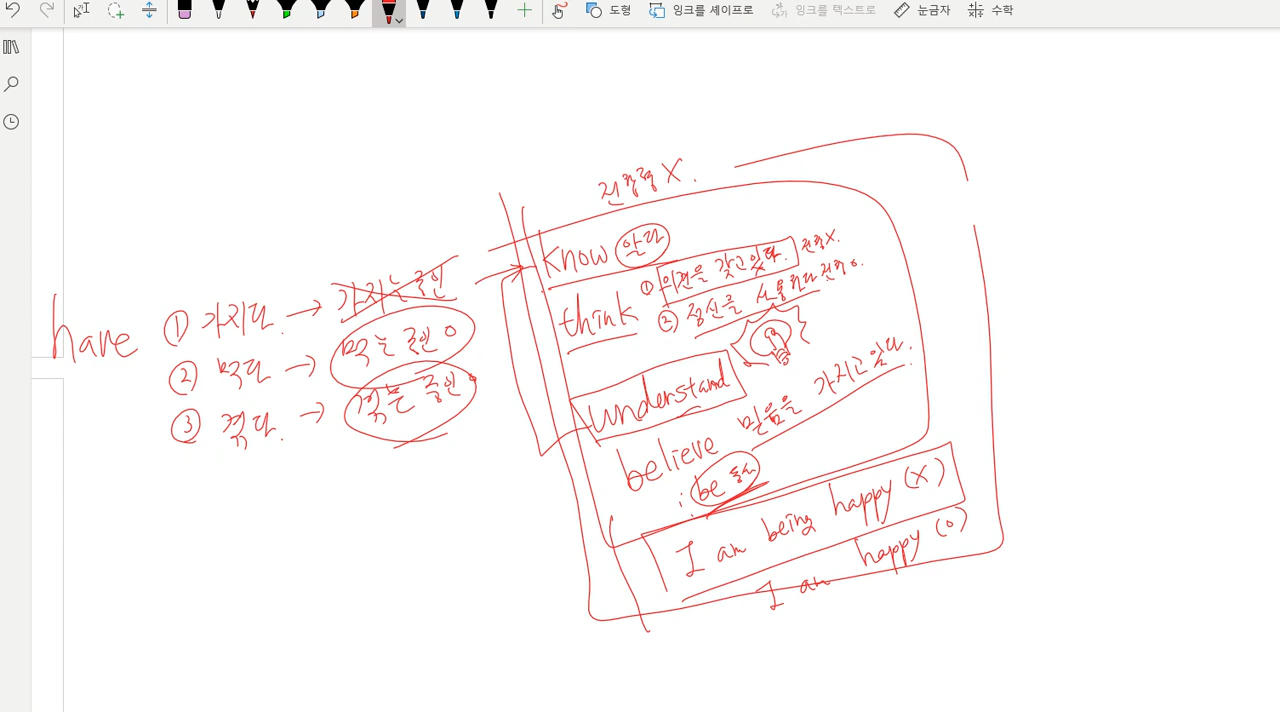 도형
잉크를 셰이프로
잉크를 텍스트로
눈금자
수학
진행형 X.
know 안다
think ① 의견을 갖고있다. 진행X.
② 정신을 사용한다 진행 o.
understand
believe 믿음을 가지고있다.
: be 동사
I am being happy (X)
I am happy (O)
have ① 가지다. → 가지는 중인
② 먹다 → 먹는 중인 o
③ 겪다. → 겪는 중인 o